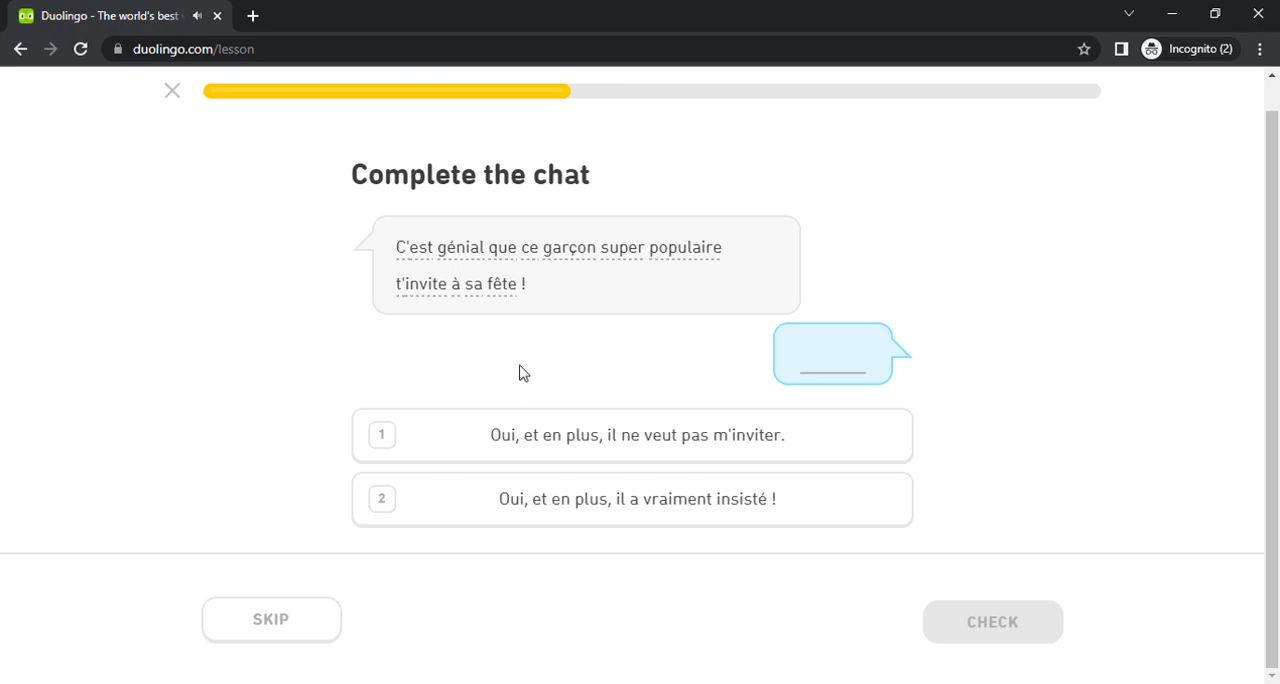 Duolingo - The world's best
duolingo.com/lesson
Incognito (2)
Complete the chat
C'est génial que ce garçon super populaire
t'invite à sa fête !
1
Oui, et en plus, il ne veut pas m'inviter.
2
Oui, et en plus, il a vraiment insisté !
SKIP
CHECK